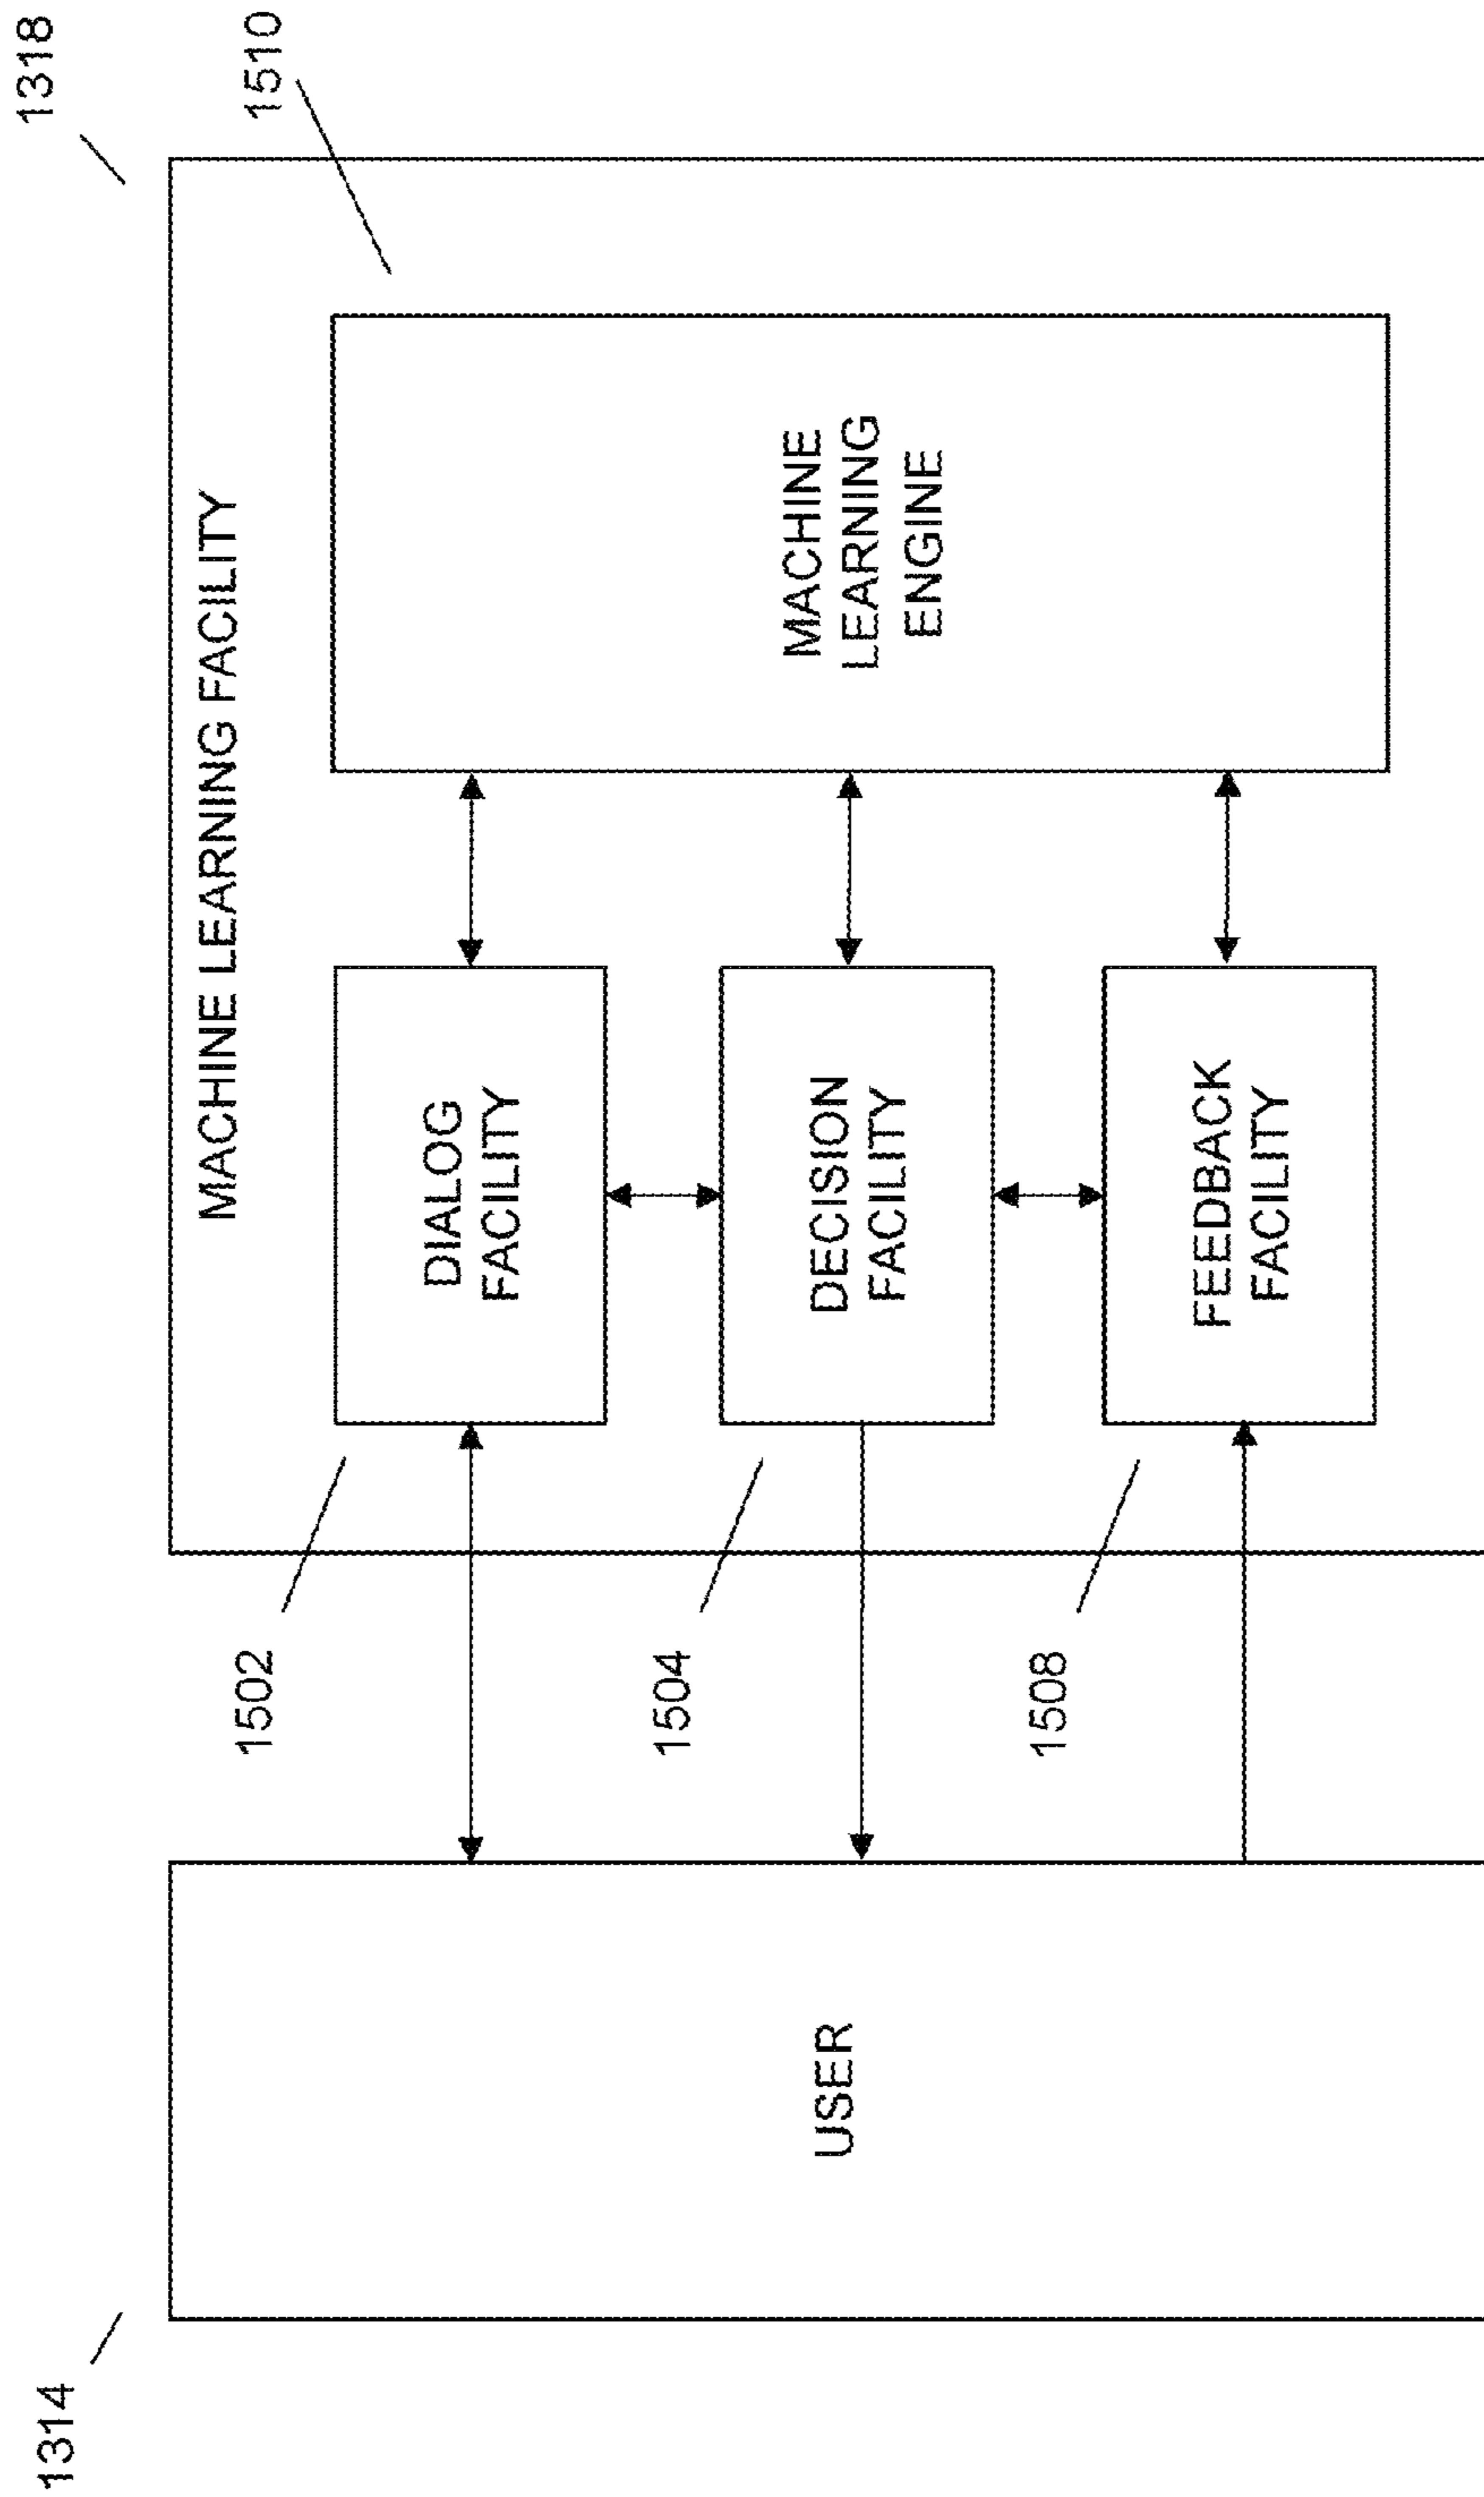 1314
1318
USER
1502
1504
1508
MACHINE LEARNING FACILITY
1510
DIALOG
FACILITY
DECISION
FACILITY
FEEDBACK
FACILITY
MACHINE
LEARNING
ENGINE